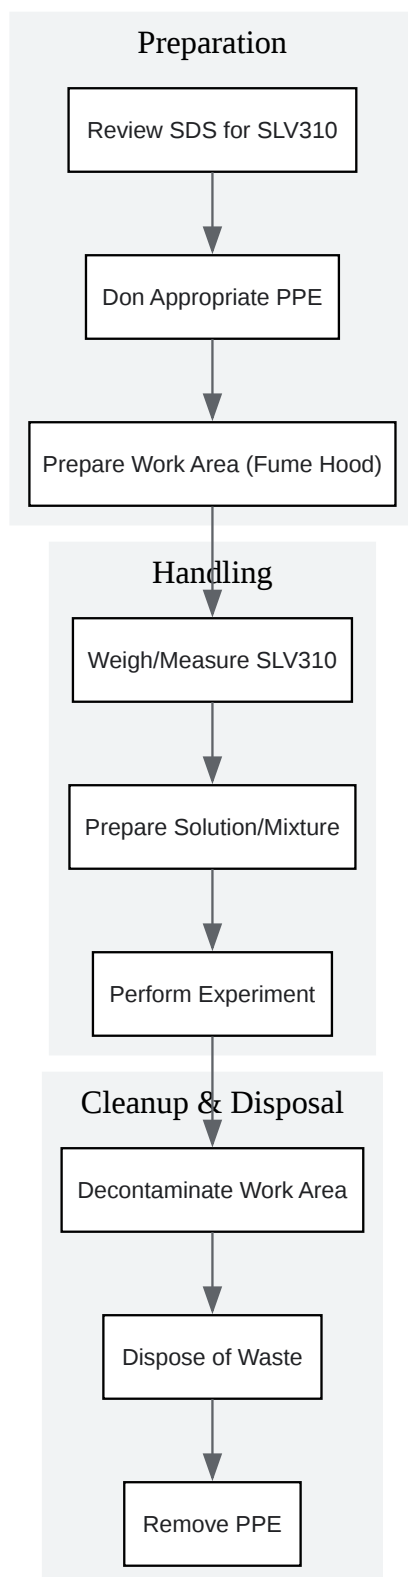 Preparation
Review SDS for SLV310
Don Appropriate PPE
Prepare Work Area (Fume Hood)
Handling
Weigh/Measure SLV310
Prepare Solution/Mixture
Perform Experiment
Cleanup & Disposal
Decontaminate Work Area
Dispose of Waste
Remove PPE